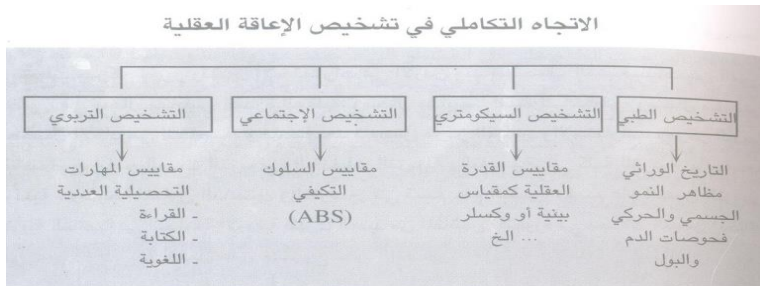 الاتجاه التكاملي في تشخيص الإعاقة العقلية
التشخيص الطبي
التاريخ الوراثي
مظاهر النمو
الجسمي والحركي
فحوصات الدم
والبول
التشخيص السيكومتري
مقاييس القدرة
العقلية كمقياس
بينية أو وكسلر
... الخ
التشخيص الإجتماعي
مقاييس السلوك
التكيفي
(ABS)
التشخيص التربوي
مقاييس المهارات
التحصيلية العددية
ـ القراءة
ـ الكتابة
ـ اللغوية